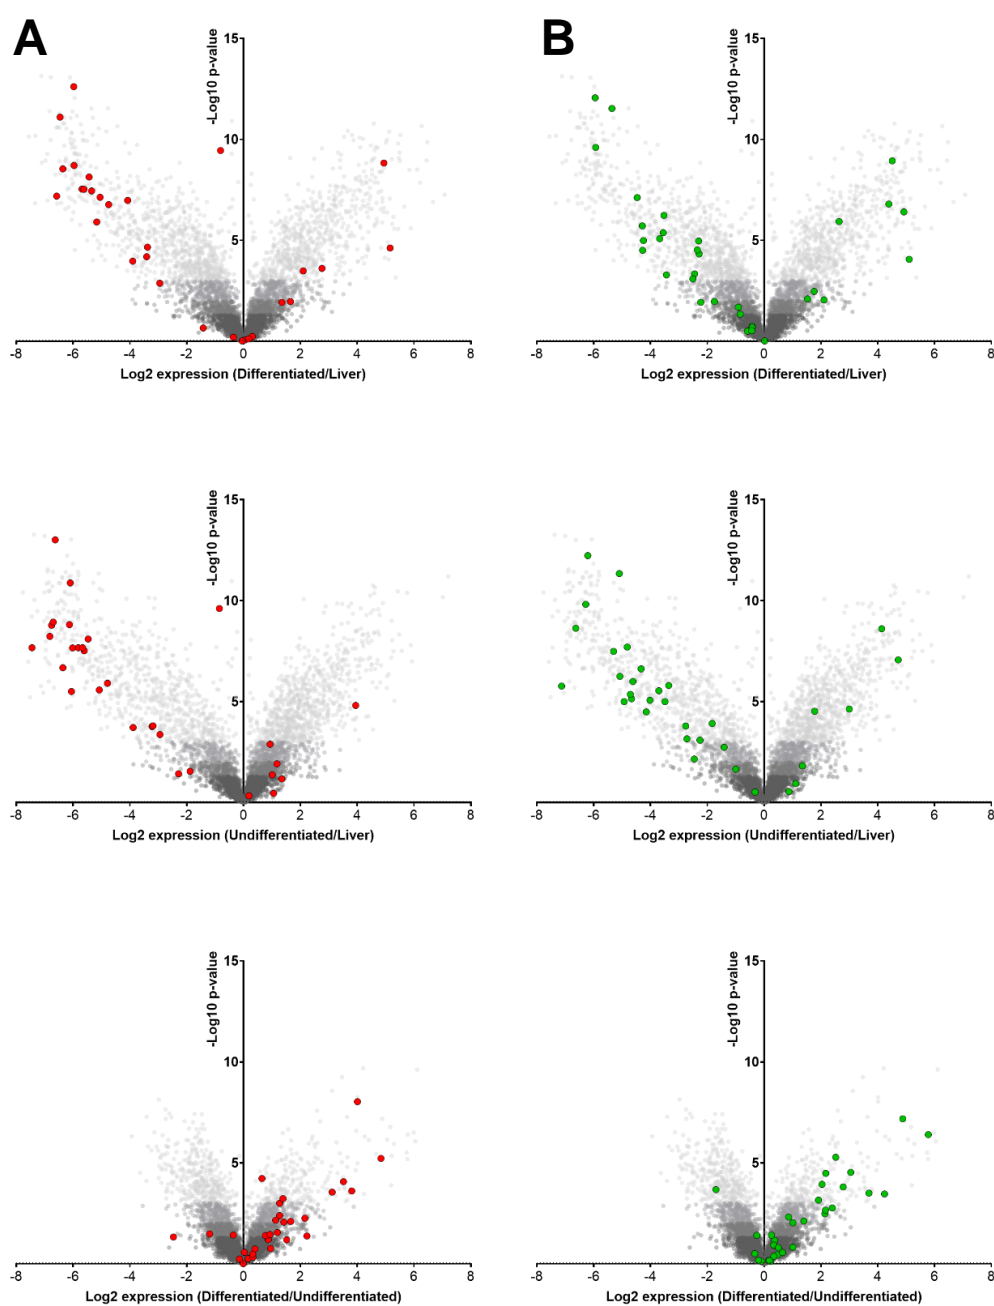 A
B
-Log10 p-value
15
10
5
-8 -6 -4 -2 0 2 4 6 8
Log2 expression (Differentiated/Liver)
-Log10 p-value
15
10
5
-8 -6 -4 -2 0 2 4 6 8
Log2 expression (Differentiated/Liver)
-Log10 p-value
15
10
5
-8 -6 -4 -2 0 2 4 6 8
Log2 expression (Undifferentiated/Liver)
-Log10 p-value
15
10
5
-8 -6 -4 -2 0 2 4 6 8
Log2 expression (Undifferentiated/Liver)
-Log10 p-value
15
10
5
-8 -6 -4 -2 0 2 4 6 8
Log2 expression (Differentiated/Undifferentiated)
-Log10 p-value
15
10
5
-8 -6 -4 -2 0 2 4 6 8
Log2 expression (Differentiated/Undifferentiated)